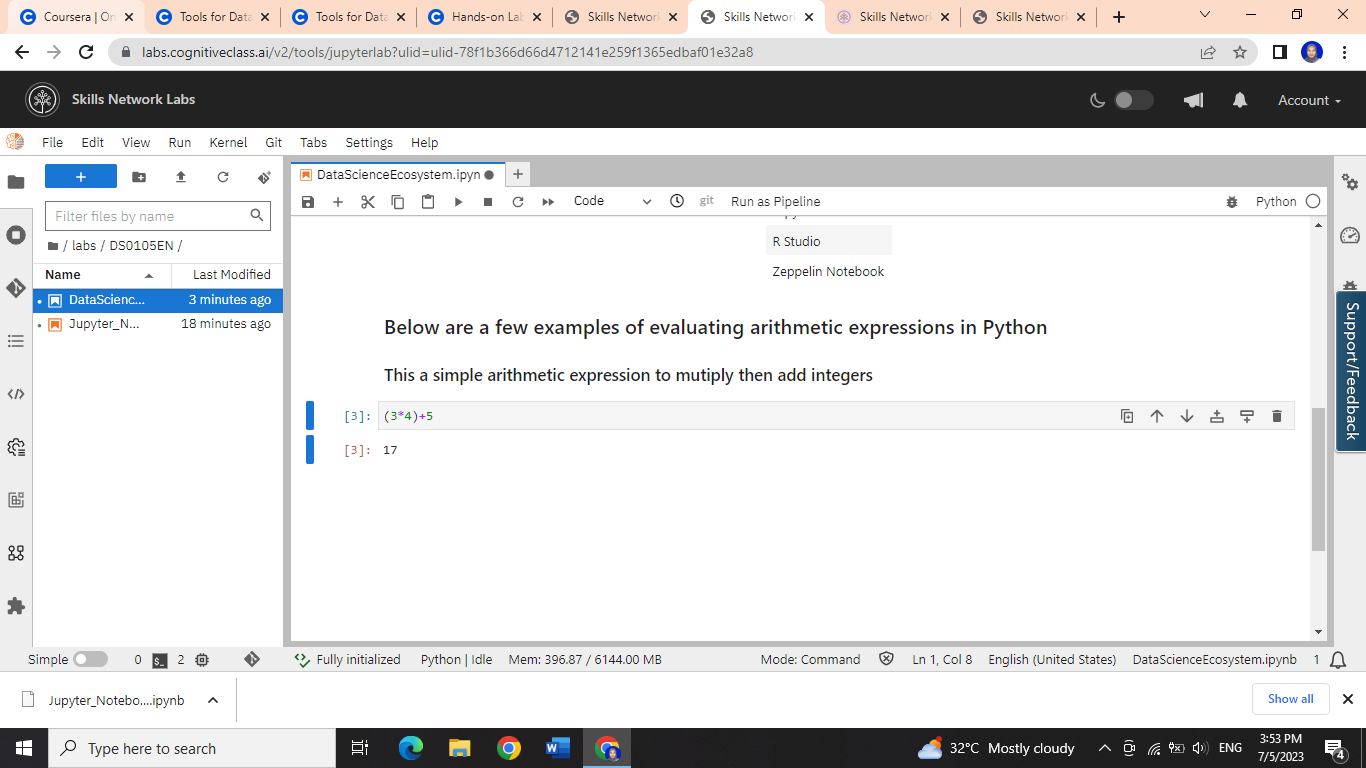 Coursera | On
Tools for Data
Tools for Data
Hands-on Lab
Skills Network
Skills Network
Skills Network
Skills Network
labs.cognitiveclass.ai/v2/tools/jupyterlab?ulid=ulid-78f1b366d66d4712141e259f1365edbaf01e32a8
Skills Network Labs
Account
File Edit View Run Kernel Git Tabs Settings Help
DataScienceEcosystem.ipyn
Filter files by name
/ labs / DS0105EN /
Name Last Modified
DataScienc... 3 minutes ago
Jupyter_N... 18 minutes ago
Code git Run as Pipeline Python
R Studio
Zeppelin Notebook
Below are a few examples of evaluating arithmetic expressions in Python
This a simple arithmetic expression to mutiply then add integers
[3]: (3*4)+5
[3]: 17
Support/Feedback
Simple 0 $_ 2 Fully initialized Python | Idle Mem: 396.87 / 6144.00 MB Mode: Command Ln 1, Col 8 English (United States) DataScienceEcosystem.ipynb 1
Jupyter_Notebo....ipynb
Show all
Type here to search
32°C Mostly cloudy
ENG
3:53 PM
7/5/2023
4